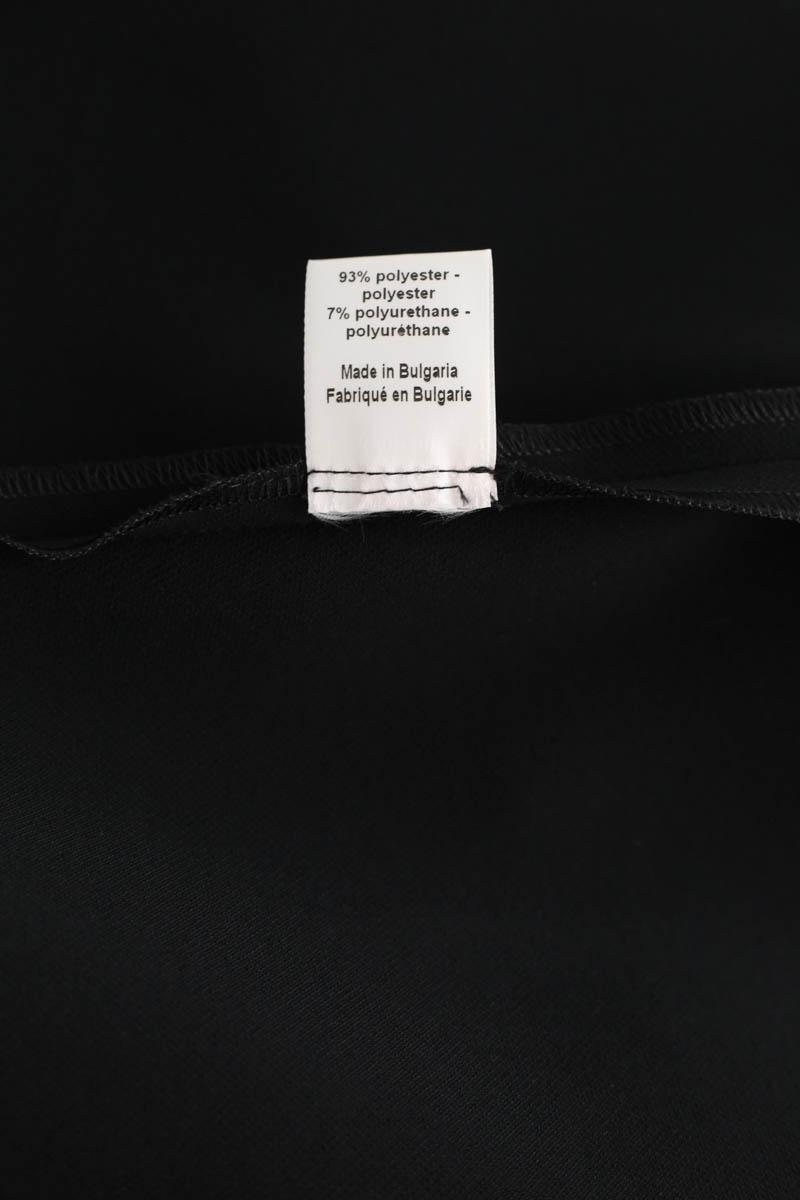 93% polyester -
polyester
7% polyurethane -
polyuréthane
Made in Bulgaria
Fabriqué en Bulgarie